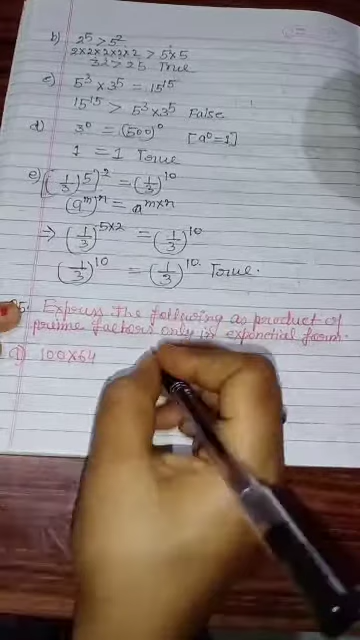 b) 2⁵ > 5²
2×2×2×2×2 > 5×5
32 > 25 True
c) 5³ × 3⁵ = 15¹⁵
15¹⁵ > 5³×3⁵ False
d) 3⁰ = (500)⁰ [a⁰=1]
1 = 1 True
e) [(1/3)⁵]² = (1/3)¹⁰
(aᵐ)ⁿ = aᵐˣⁿ
→ (1/3)⁵ˣ² = (1/3)¹⁰
(1/3)¹⁰ = (1/3)¹⁰. True.
5. Express the following as product of
prime factors only in exponential form.
100×64